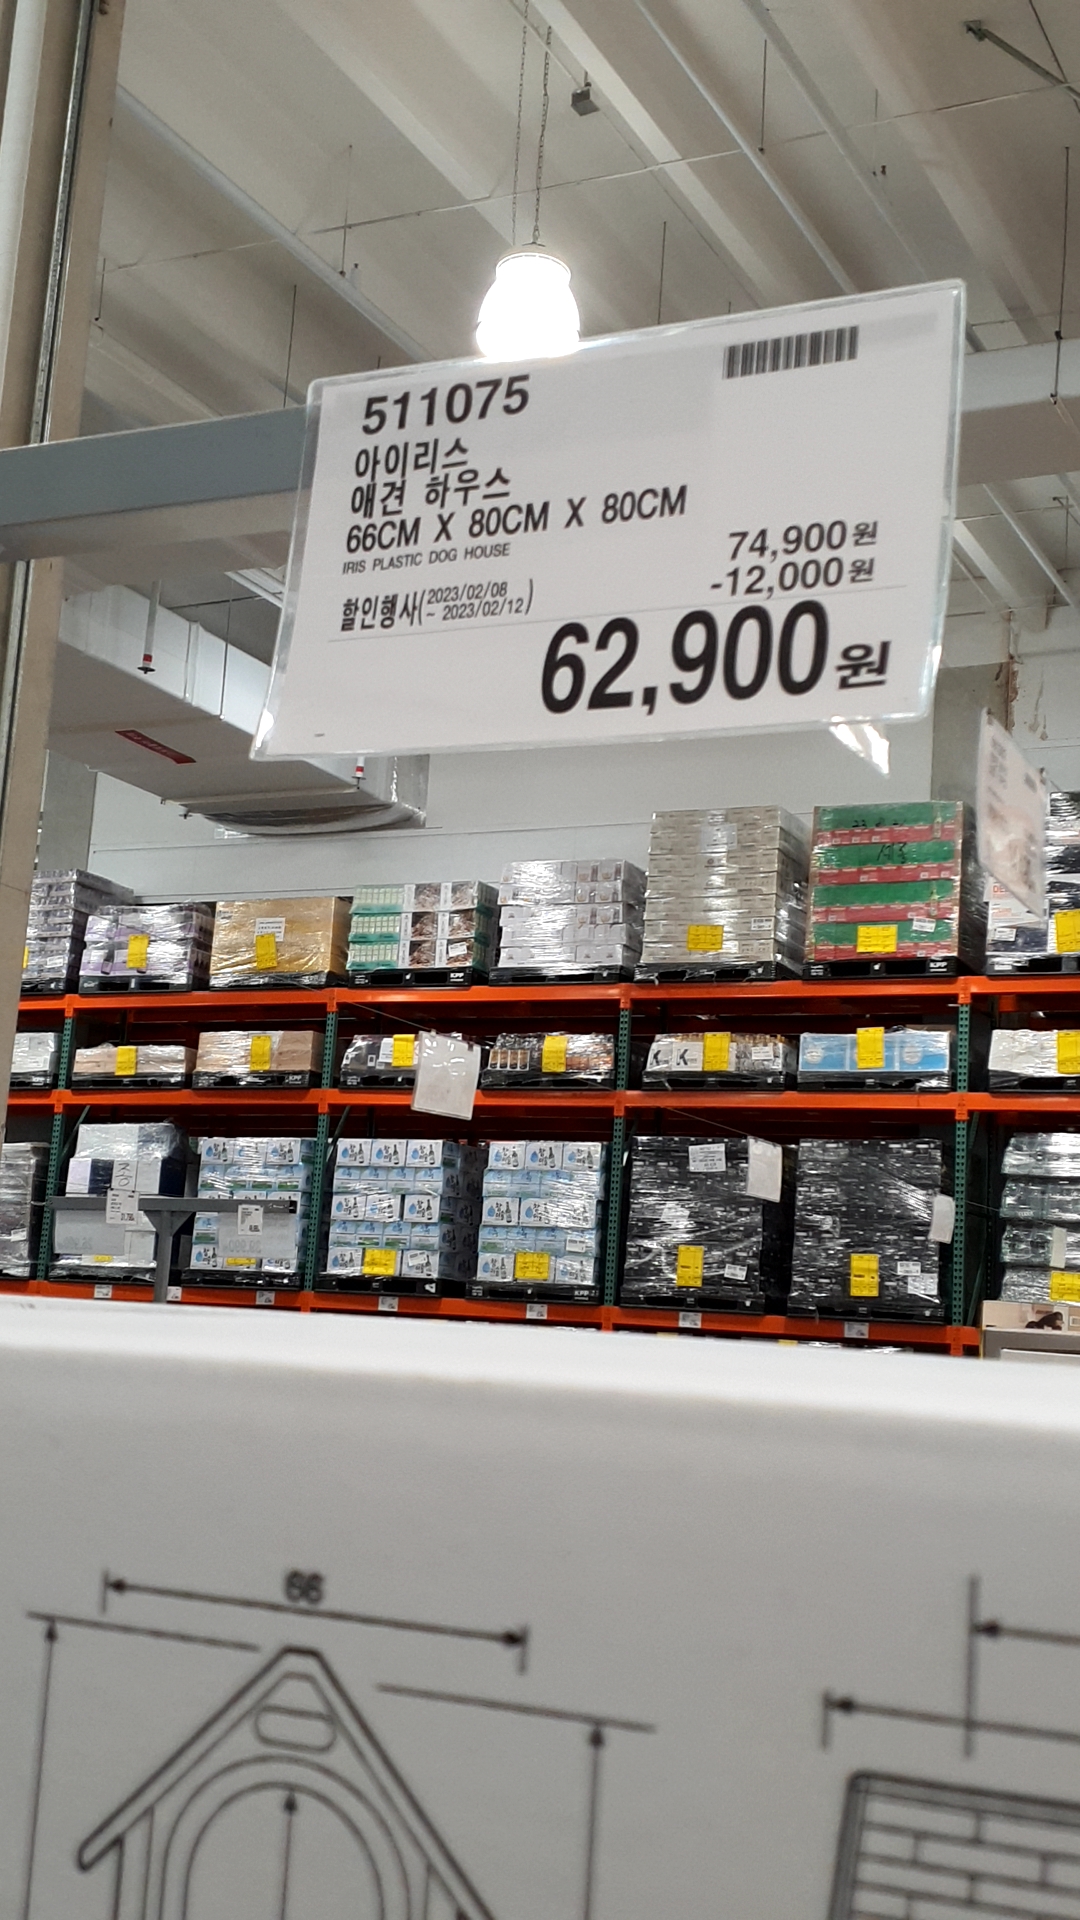 511075
아이리스
애견 하우스
66CM X 80CM X 80CM
IRIS PLASTIC DOG HOUSE
74,900원
-12,000원
할인행사(2023/02/08
~ 2023/02/12)
62,900원
KPP
KPP
66